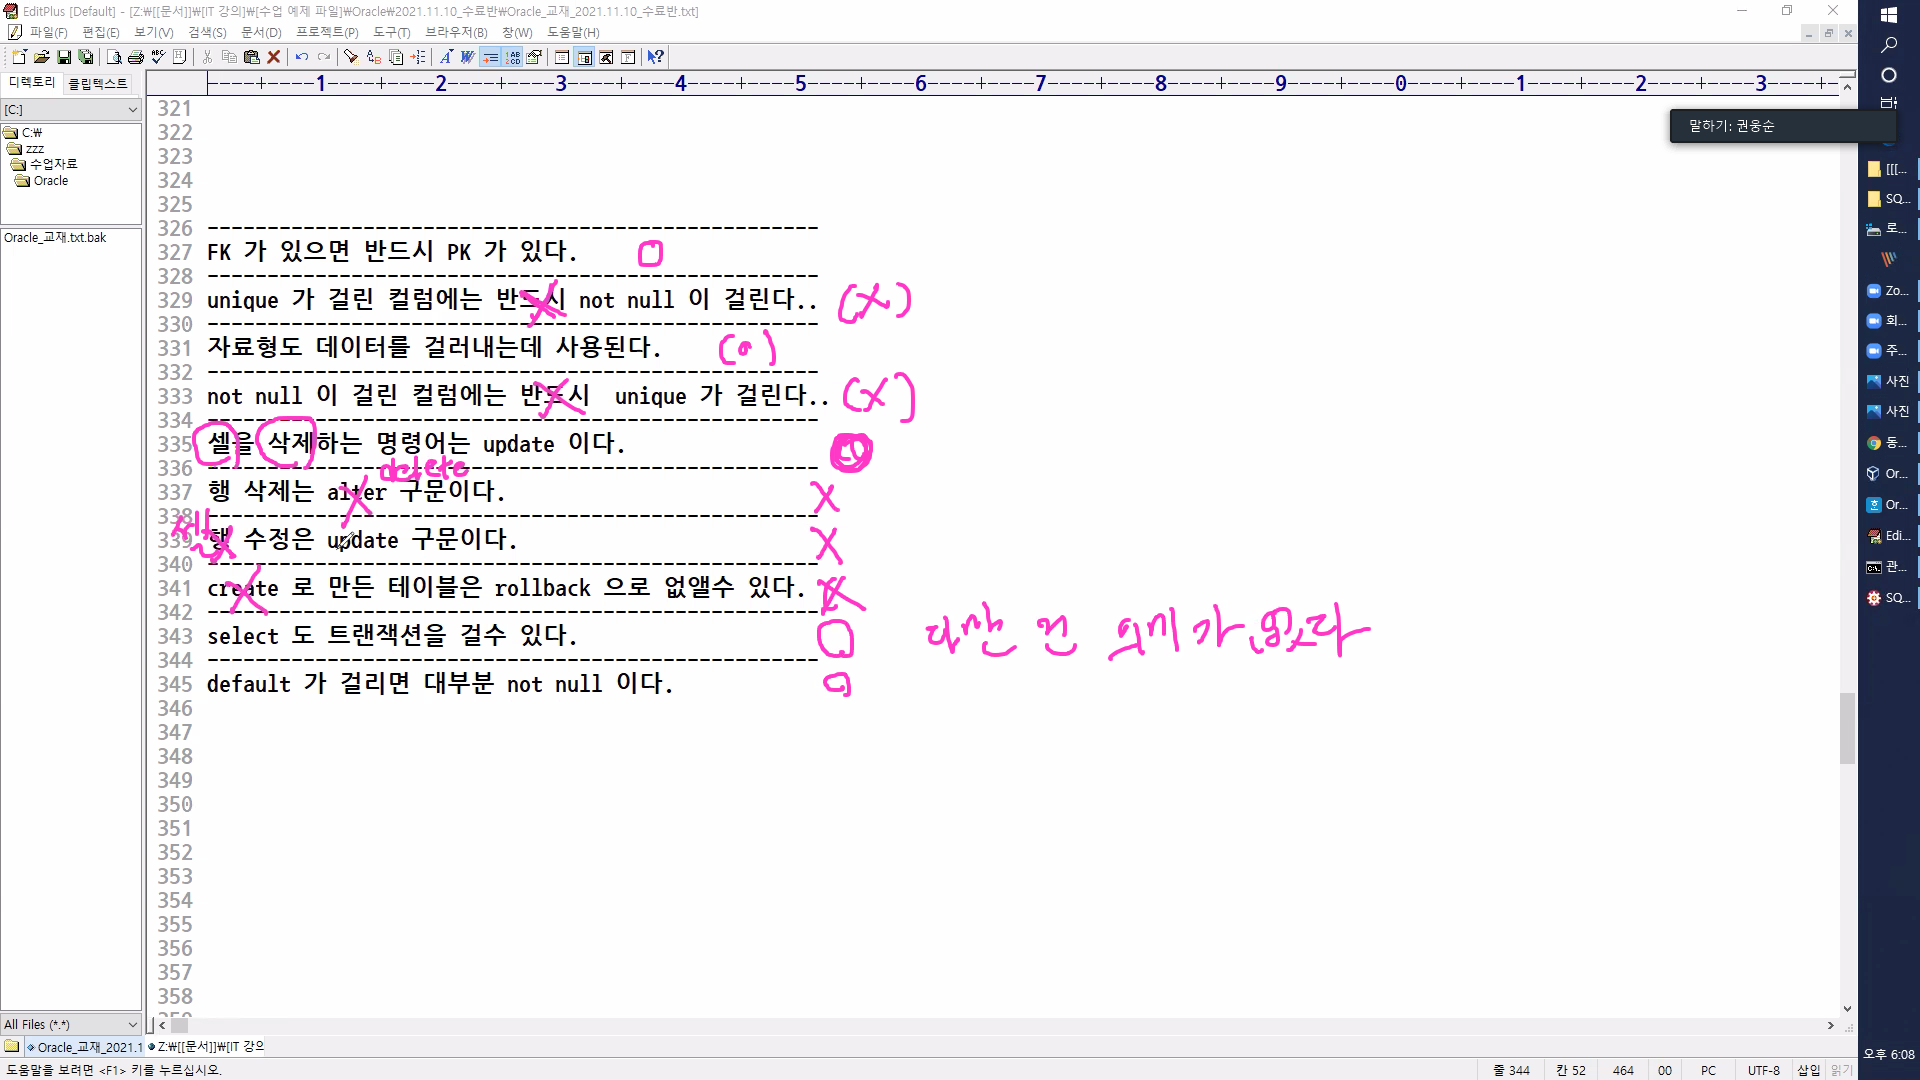 EditPlus [Default] - [Z:₩[[문서]]₩[IT 강의]₩[수업 예제 파일]₩Oracle₩2021.11.10_수료반₩Oracle_교재_2021.11.10_수료반.txt]
파일(F) 편집(E) 보기(V) 검색(S) 문서(D) 프로젝트(P) 도구(T) 브라우저(B) 창(W) 도움말(H)
디렉토리 클립텍스트
[C:]
C:₩
zzz
수업자료
Oracle
Oracle_교재.txt.bak
1 2 3 4 5 6 7 8 9 0 1 2 3
말하기: 권웅순
321
322
323
324
325
326 ---------------------------------------------------
327 FK 가 있으면 반드시 PK 가 있다. O
328 ---------------------------------------------------
329 unique 가 걸린 컬럼에는 반드시 not null 이 걸린다.. (X)
330 ---------------------------------------------------
331 자료형도 데이터를 걸러내는데 사용된다. (O)
332 ---------------------------------------------------
333 not null 이 걸린 컬럼에는 반드시  unique 가 걸린다.. (X)
334 ---------------------------------------------------
335 셀을 삭제하는 명령어는 update 이다.
336 ---------------------------------------------------
delete
337 행 삭제는 alter 구문이다. X
338 ---------------------------------------------------
339 행 수정은 update 구문이다. X
340 ---------------------------------------------------
341 create 로 만든 테이블은 rollback 으로 없앨수 있다. X
342 ---------------------------------------------------
343 select 도 트랜잭션을 걸수 있다. O 다만 건 의미가 없다
344 ---------------------------------------------------
345 default 가 걸리면 대부분 not null 이다. O
346
347
348
349
350
351
352
353
354
355
356
357
358
[[[...
SQ...
로...
Zo...
회...
주...
사진
사진
동...
Or...
Or...
Edi...
관...
SQ...
오후 6:08
All Files (*.*)
Oracle_교재_2021.1 Z:₩[[문서]]₩[IT 강의
도움말을 보려면 <F1> 키를 누르십시오. 줄 344 칸 52 464 00 PC UTF-8 삽입 읽기